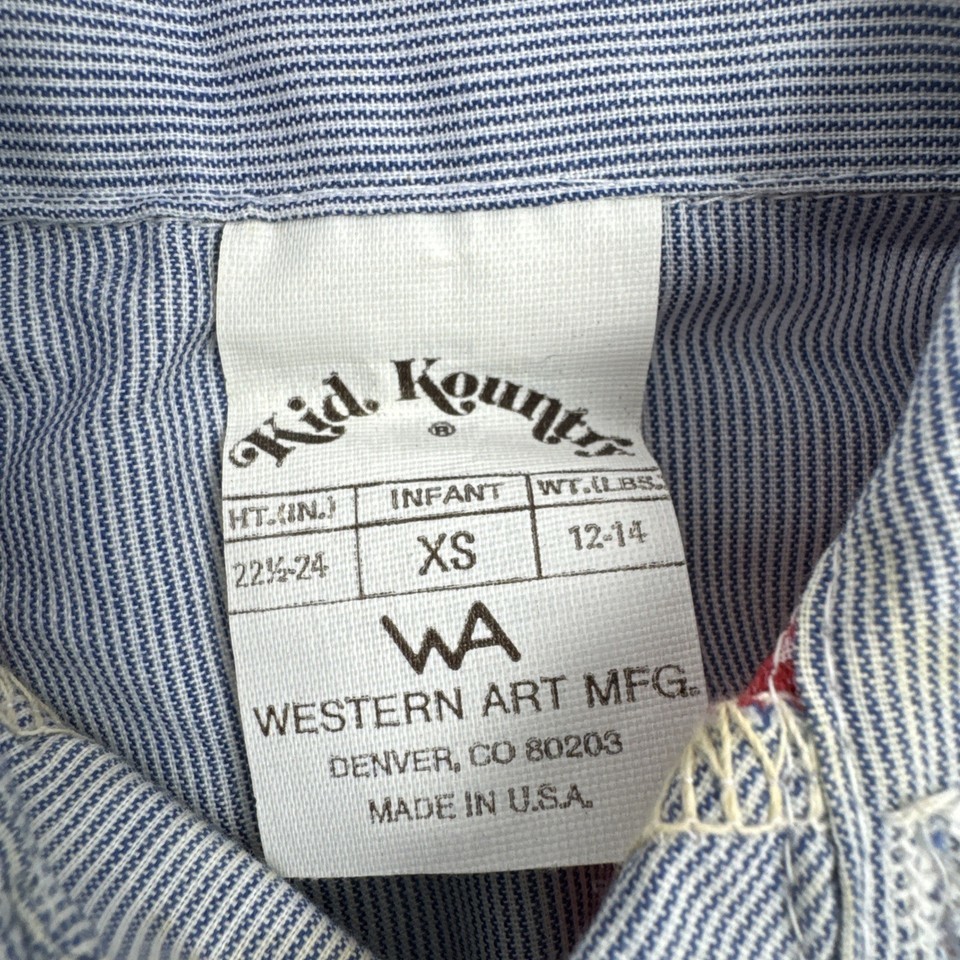 Kid. Kountry
®
HT.(IN.) INFANT WT.(LBS.)
22½-24 XS 12-14
WA
WESTERN ART MFG.
DENVER, CO 80203
MADE IN U.S.A.